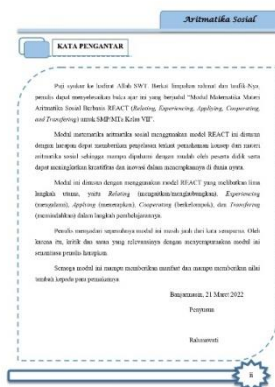 Aritmatika Sosial
KATA PENGANTAR
Puji syukur ke hadirat Allah SWT. Berkat limpahan rahmat dan taufik-Nya,
penulis dapat menyelesaikan buku ajar ini yang berjudul "Modul Matematika Materi
Aritmatika Sosial Berbasis REACT (Relating, Experiencing, Applying, Cooperating,
and Transfering) untuk SMP/MTs Kelas VII".
Modul matematika aritmatika sosial menggunakan model REACT ini disusun
dengan harapan dapat memberikan penjelasan terkait pemahaman konsep dan materi
aritmatika sosial sehingga mampu dipahami dengan mudah oleh peserta didik serta
dapat meningkatkan kreatifitas dan inovasi dalam menerapkannya di dunia nyata.
Modul ini disusun dengan menggunakan model REACT yang melibatkan lima
langkah utama, yaitu Relating (mengaitkan/menghubungkan), Experiencing
(mengalami), Applying (menerapkan), Cooperating (berkelompok), dan Transfering
(memindahkan) dalam langkah pembelajarannya.
Penulis menyadari sepenuhnya modul ini masih jauh dari kata sempurna. Oleh
karena itu, kritik dan saran yang relevansinya dengan menyempurnakan modul ini
senantiasa penulis harapkan.
Semoga modul ini mampu memberikan manfaat dan mampu memberikan nilai
tambah kepada para pemakainya.
Banjarmasin, 21 Maret 2022
Penyusun
Rahmawati
ii